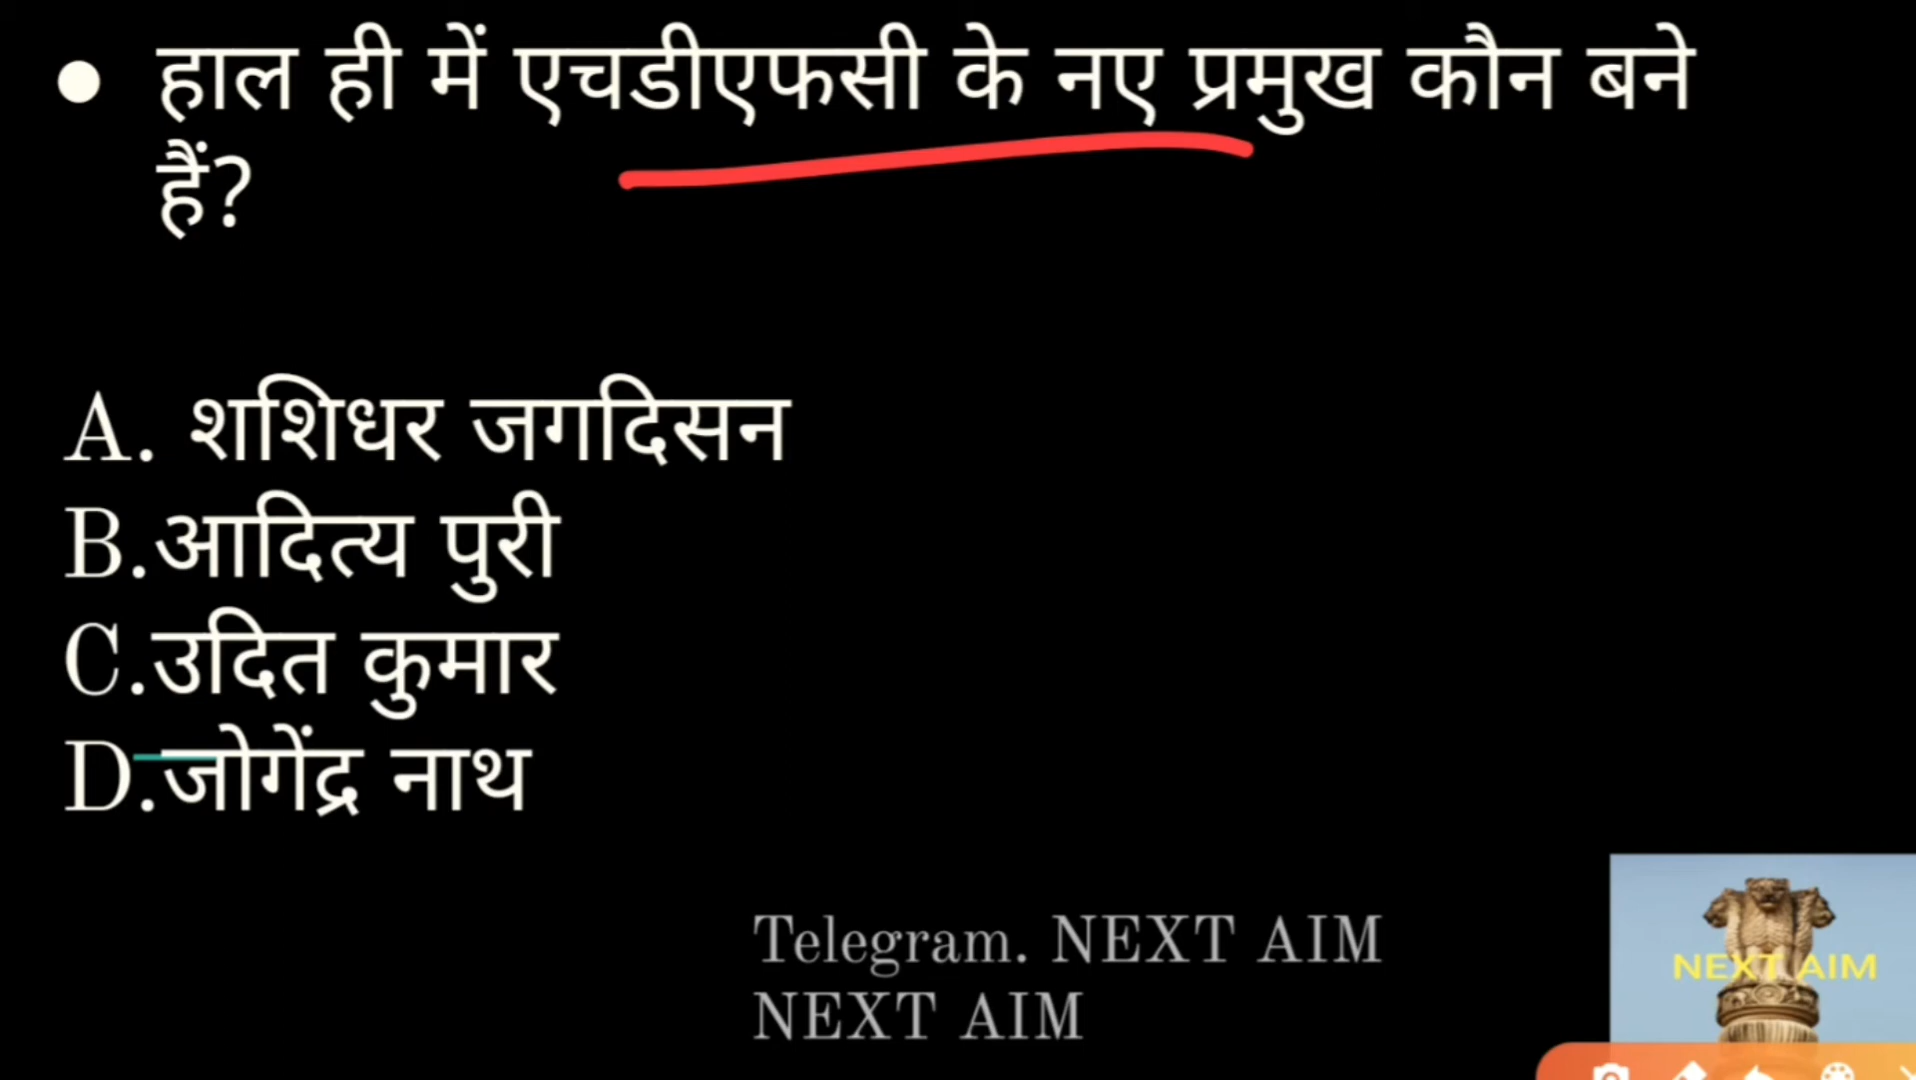 ● हाल ही में एचडीएफसी के नए प्रमुख कौन बने
हैं?
A. शशिधर जगदिसन
B.आदित्य पुरी
C.उदित कुमार
D.जोगेंद्र नाथ
Telegram. NEXT AIM
NEXT AIM
NEXT AIM